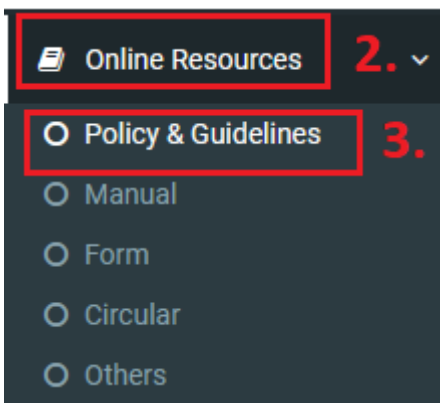 Online Resources 2.
Policy & Guidelines 3.
Manual
Form
Circular
Others